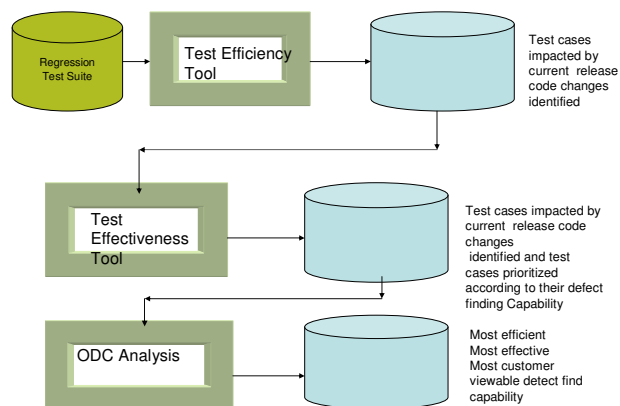 Regression
Test Suite
Test Efficiency
Tool
Test cases
impacted by
current release
code changes
identified
Test
Effectiveness
Tool
Test cases impacted by
current release code
changes
identified and test
cases prioritized
according to their defect
finding Capability
ODC Analysis
Most efficient
Most effective
Most customer
viewable detect find
capability